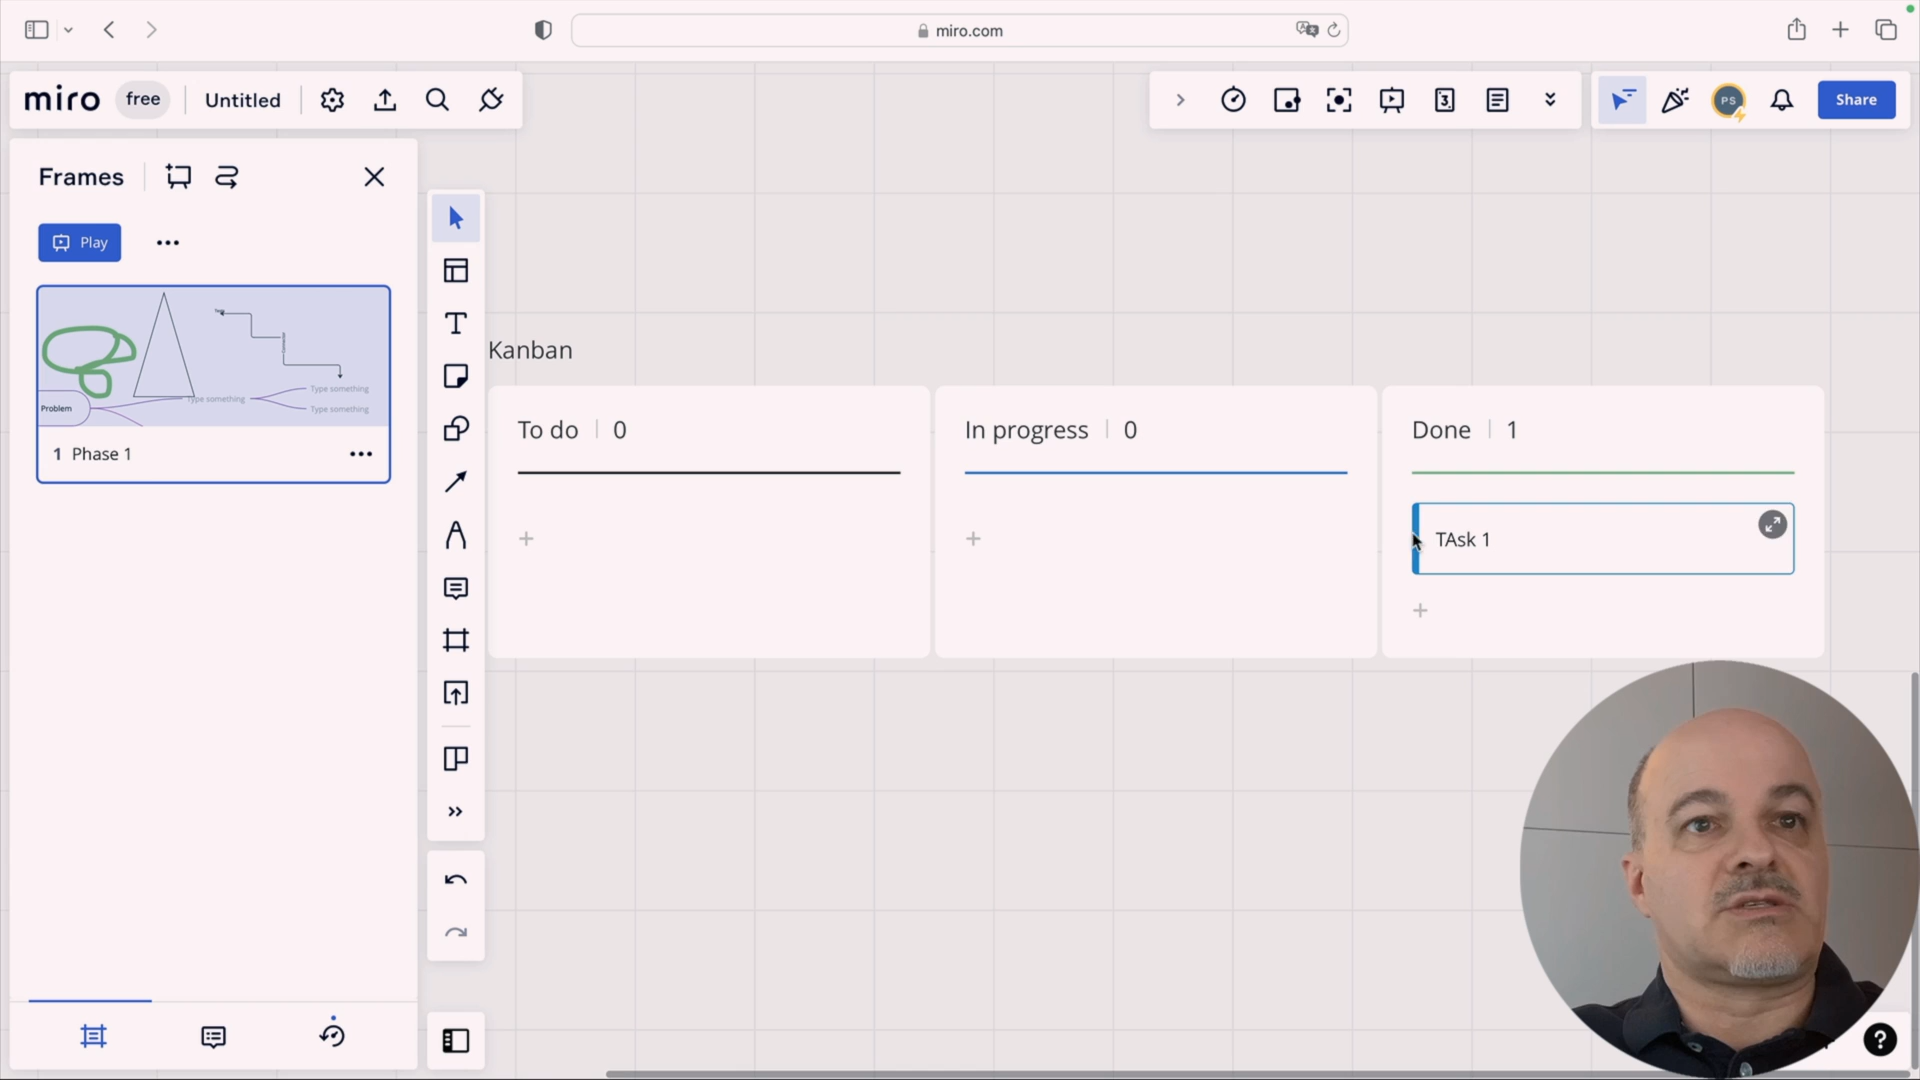 miro.com
miro free Untitled
3
PS
Share
Frames
Play
Type something
Type something
Type something
Problem
1 Phase 1
Kanban
To do 0
In progress 0
Done 1
TAsk 1
?